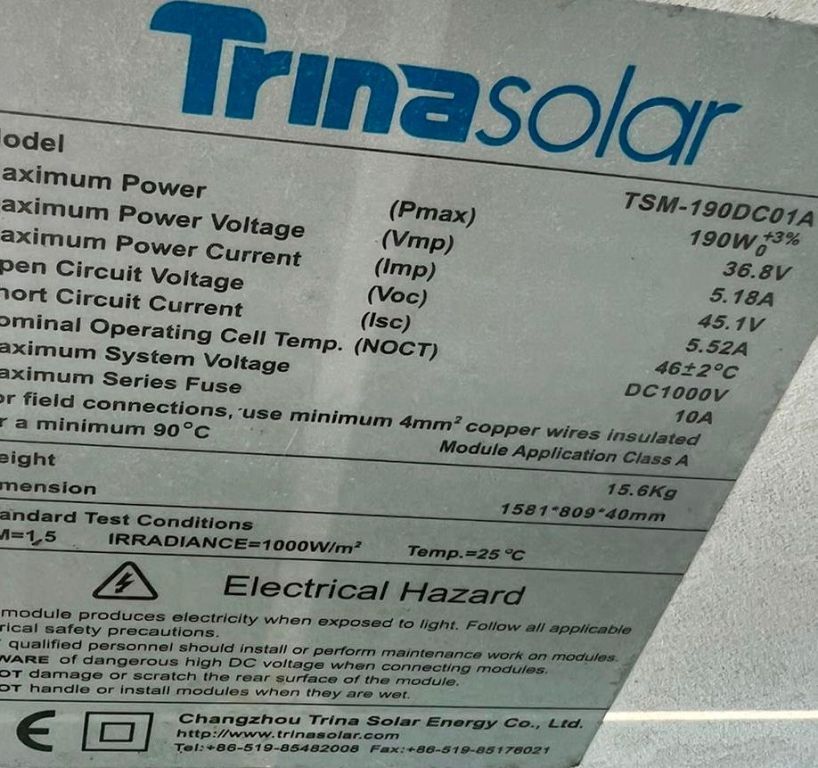 Trinasolar
odel TSM-190DC01A
aximum Power (Pmax) 190W +3% 0
aximum Power Voltage (Vmp) 36.8V
aximum Power Current (Imp) 5.18A
pen Circuit Voltage (Voc) 45.1V
hort Circuit Current (Isc) 5.52A
ominal Operating Cell Temp. (NOCT) 46±2°C
aximum System Voltage DC1000V
aximum Series Fuse 10A
or field connections, use minimum 4mm² copper wires insulated
r a minimum 90°C
Module Application Class A
eight 15.6Kg
mension 1581*809*40mm
andard Test Conditions
M=1,5 IRRADIANCE=1000W/m² Temp.=25°C
Electrical Hazard
module produces electricity when exposed to light. Follow all applicable
rical safety precautions.
qualified personnel should install or perform maintenance work on modules.
WARE of dangerous high DC voltage when connecting modules.
OT damage or scratch the rear surface of the module.
OT handle or install modules when they are wet.
CE
Changzhou Trina Solar Energy Co., Ltd.
http://www.trinasolar.com
Tel:+86-519-85482008 Fax:+86-519-85176021